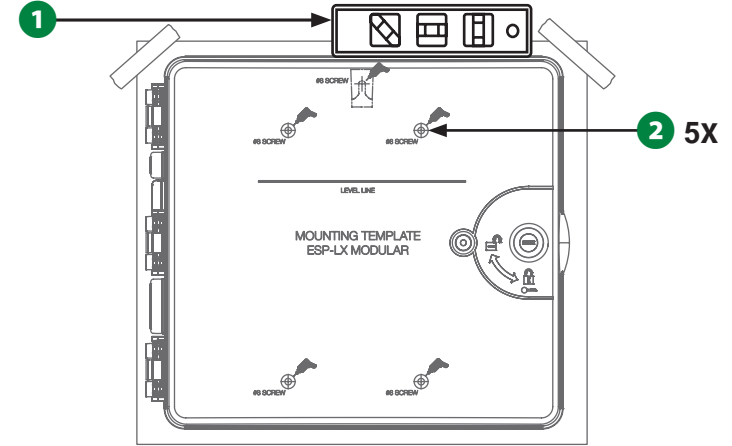 1
#8 SCREW
2 5X
#8 SCREW
#8 SCREW
LEVEL LINE
MOUNTING TEMPLATE
ESP-LX MODULAR
#8 SCREW
#8 SCREW